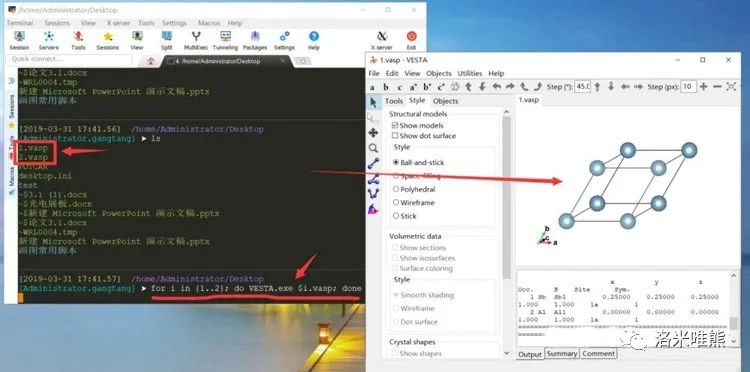 /home/Administrator/Desktop
Terminal Sessions View X server Tools Settings Macros Help
Session Servers Tools Sessions View Split MultiExec Tunneling Packages Settings Help
X server Exit
Quick connect...
4. /home/Administrator/Desktop
Sessions
Tools
Macros
~$论文3.1.docx
~WRL0004.tmp
新建 Microsoft PowerPoint 演示文稿.pptx
画图常用脚本
[2019-03-31 17:41.56] /home/Administrator/Desktop
[Administrator.gangtang] ➤ ls
1.vasp
2.vasp
desktop.ini
test
~$3.1 (1).docx
~$光电展板.docx
~$新建 Microsoft PowerPoint 演示文稿.pptx
~$论文3.1.docx
~WRL0004.tmp
新建 Microsoft PowerPoint 演示文稿.pptx
画图常用脚本
[2019-03-31 17:41.57] /home/Administrator/Desktop
[Administrator.gangtang] ➤ for i in {1..2}; do VESTA.exe $i.vasp; done
1.vasp - VESTA
File Edit View Objects Utilities Help
a b c a* b* c* Step (°): 45.0 Step (px): 10
Tools Style Objects
1.vasp
Structural models
Show models
Show dot surface
Style
Ball-and-stick
Space-filling
Polyhedral
Wireframe
Stick
Volumetric data
Show sections
Show isosurfaces
Surface coloring
Style
Smooth shading
Wireframe
Dot surface
Crystal shapes
Show shapes
b
c
a
x y z
Occ. B Site Sym.
1 Sb Sb1 0.25000 0.25000 0.25000
1.000 1.000 1a 1
2 Al Al1 0.00000 0.00000 0.00000
1.000 1.000 1a 1
Output Summary Comment
洛米唯熊